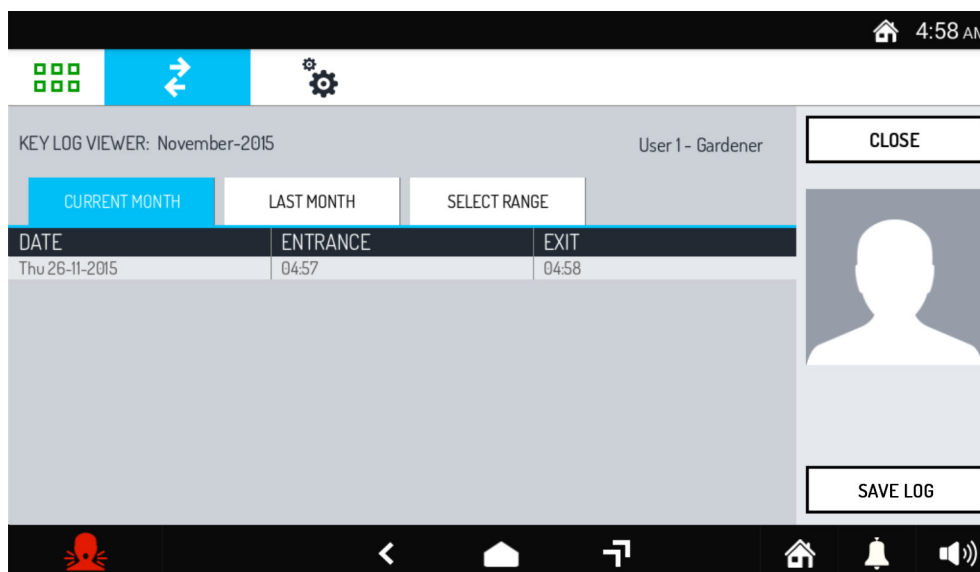 4:58 AM
KEY LOG VIEWER: November-2015 User 1 - Gardener
CLOSE
CURRENT MONTH LAST MONTH SELECT RANGE
DATE ENTRANCE EXIT
Thu 26-11-2015 04:57 04:58
SAVE LOG